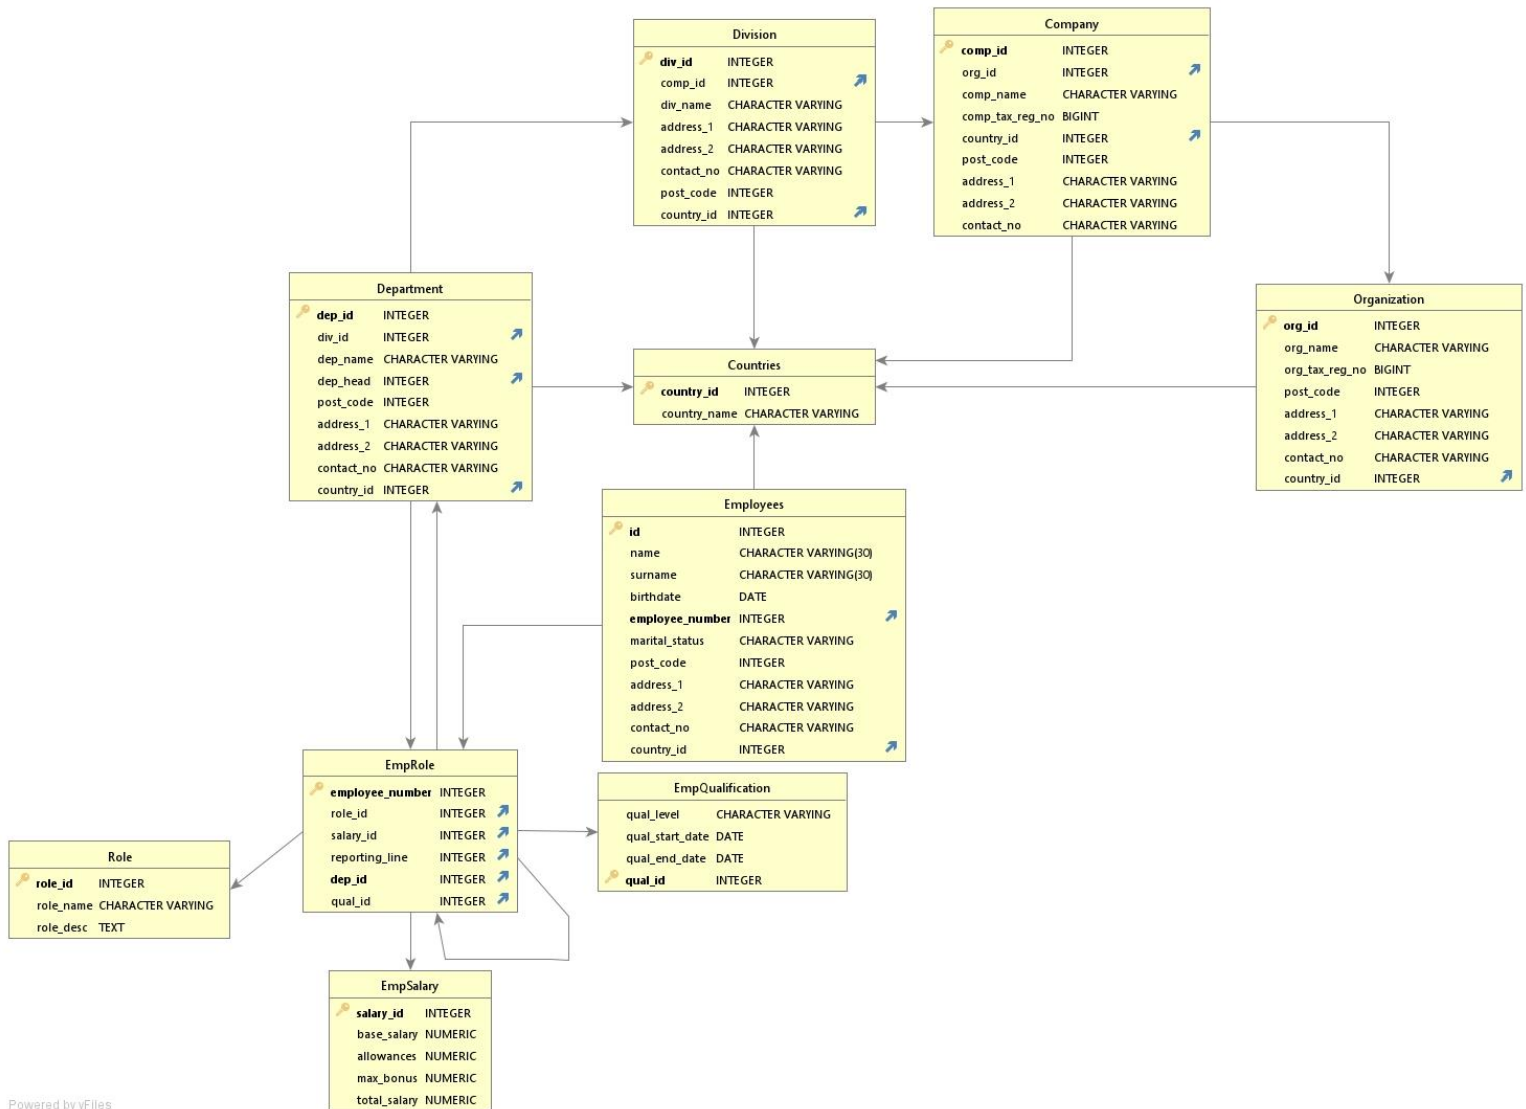 Division
div_id INTEGER
comp_id INTEGER
div_name CHARACTER VARYING
address_1 CHARACTER VARYING
address_2 CHARACTER VARYING
contact_no CHARACTER VARYING
post_code INTEGER
country_id INTEGER
Company
comp_id INTEGER
org_id INTEGER
comp_name CHARACTER VARYING
comp_tax_reg_no BIGINT
country_id INTEGER
post_code INTEGER
address_1 CHARACTER VARYING
address_2 CHARACTER VARYING
contact_no CHARACTER VARYING
Department
dep_id INTEGER
div_id INTEGER
dep_name CHARACTER VARYING
dep_head INTEGER
post_code INTEGER
address_1 CHARACTER VARYING
address_2 CHARACTER VARYING
contact_no CHARACTER VARYING
country_id INTEGER
Countries
country_id INTEGER
country_name CHARACTER VARYING
Organization
org_id INTEGER
org_name CHARACTER VARYING
org_tax_reg_no BIGINT
post_code INTEGER
address_1 CHARACTER VARYING
address_2 CHARACTER VARYING
contact_no CHARACTER VARYING
country_id INTEGER
Employees
id INTEGER
name CHARACTER VARYING(30)
surname CHARACTER VARYING(30)
birthdate DATE
employee_number INTEGER
marital_status CHARACTER VARYING
post_code INTEGER
address_1 CHARACTER VARYING
address_2 CHARACTER VARYING
contact_no CHARACTER VARYING
country_id INTEGER
EmpRole
employee_number INTEGER
role_id INTEGER
salary_id INTEGER
reporting_line INTEGER
dep_id INTEGER
qual_id INTEGER
EmpQualification
qual_level CHARACTER VARYING
qual_start_date DATE
qual_end_date DATE
qual_id INTEGER
Role
role_id INTEGER
role_name CHARACTER VARYING
role_desc TEXT
EmpSalary
salary_id INTEGER
base_salary NUMERIC
allowances NUMERIC
max_bonus NUMERIC
total_salary NUMERIC
Powered by yFiles